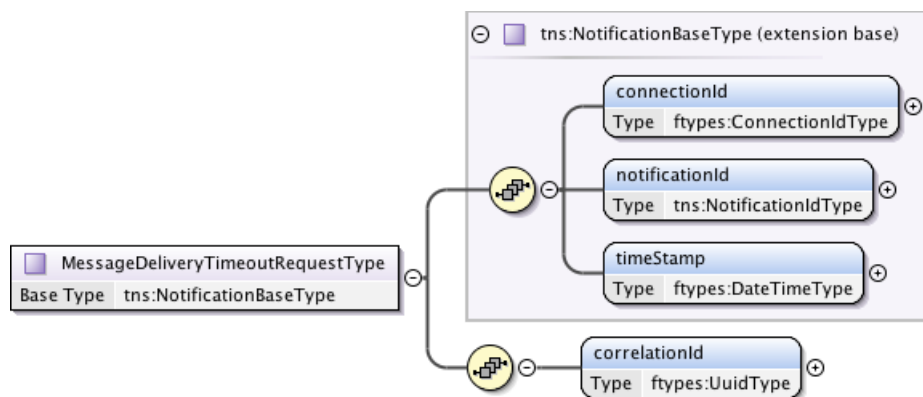 tns:NotificationBaseType (extension base)
connectionId
Type ftypes:ConnectionIdType
notificationId
Type tns:NotificationIdType
timeStamp
Type ftypes:DateTimeType
MessageDeliveryTimeoutRequestType
Base Type tns:NotificationBaseType
correlationId
Type ftypes:UuidType